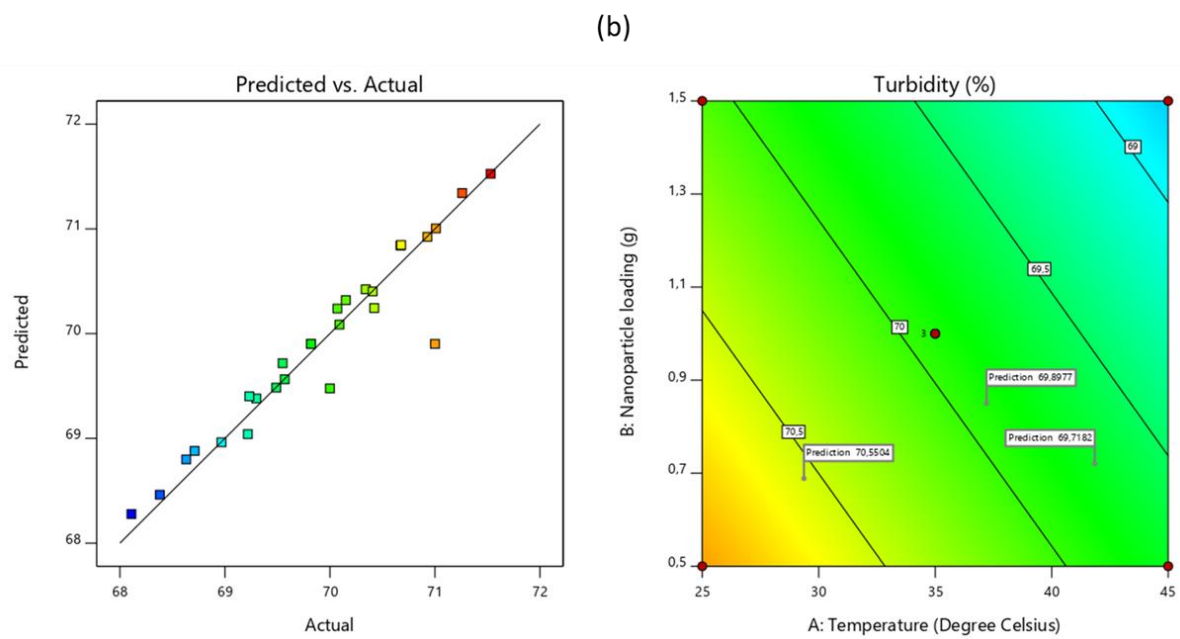 (b)
Predicted vs. Actual
72
71
70
69
68
68
69
70
71
72
Predicted
Actual
Turbidity (%)
1,5
1,3
1,1
0,9
0,7
0,5
25
30
35
40
45
B: Nanoparticle loading (g)
A: Temperature (Degree Celsius)
69
69,5
70
3
Prediction 69,8977
Prediction 69,7182
70,5
Prediction 70,5504